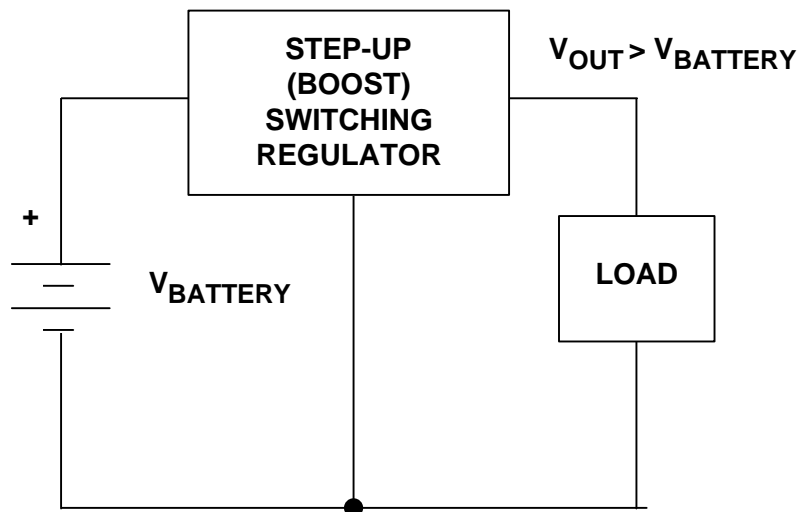 STEP-UP
(BOOST)
SWITCHING
REGULATOR
VOUT > VBATTERY
+
VBATTERY
LOAD